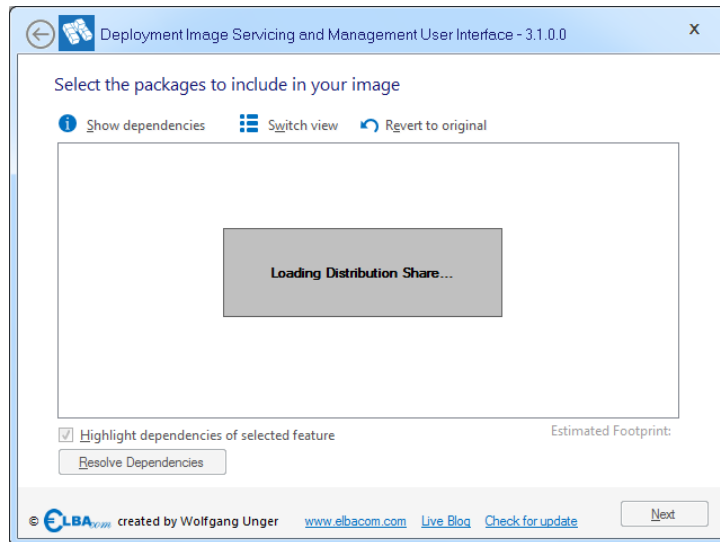 Deployment Image Servicing and Management User Interface - 3.1.0.0 X
Select the packages to include in your image
i Show dependencies Switch view Revert to original
Loading Distribution Share...
Highlight dependencies of selected feature Estimated Footprint:
Resolve Dependencies
© ELBAcom created by Wolfgang Unger www.elbacom.com Live Blog Check for update Next